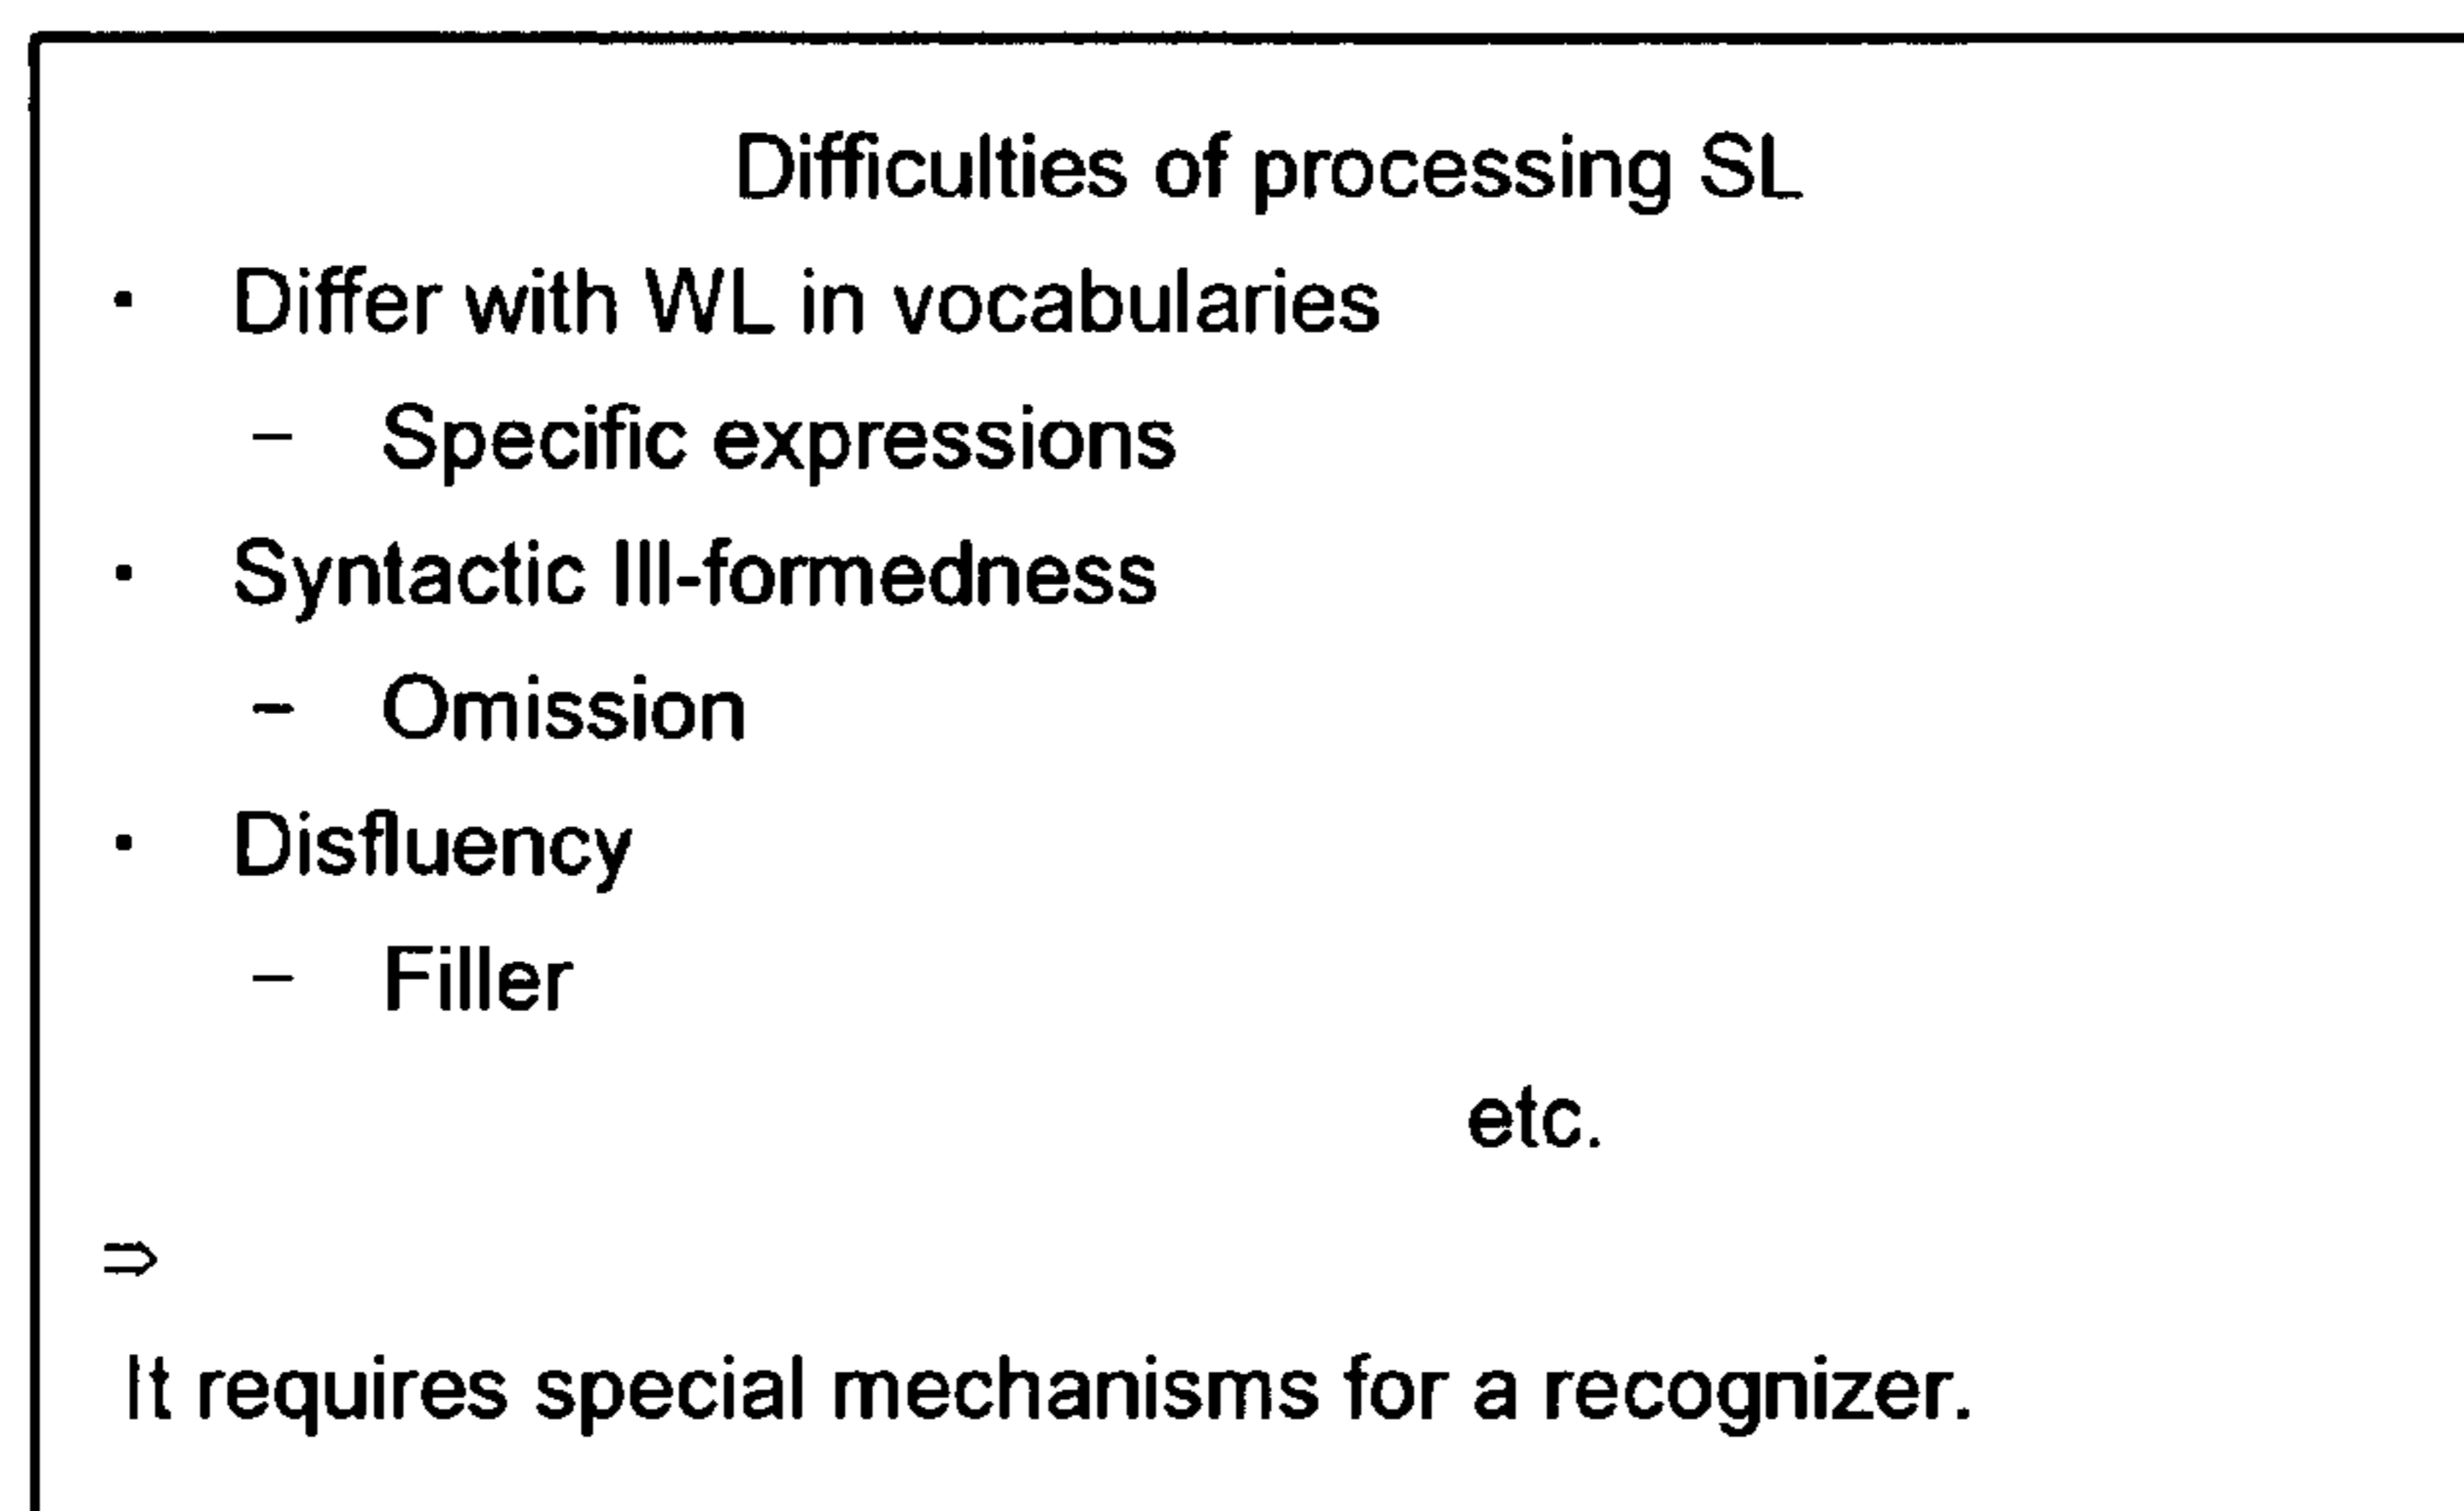 Difficulties of processing SL
• Differ with WL in vocabularies
– Specific expressions
• Syntactic Ill-formedness
– Omission
• Disfluency
– Filler
etc.
⇒
It requires special mechanisms for a recognizer.